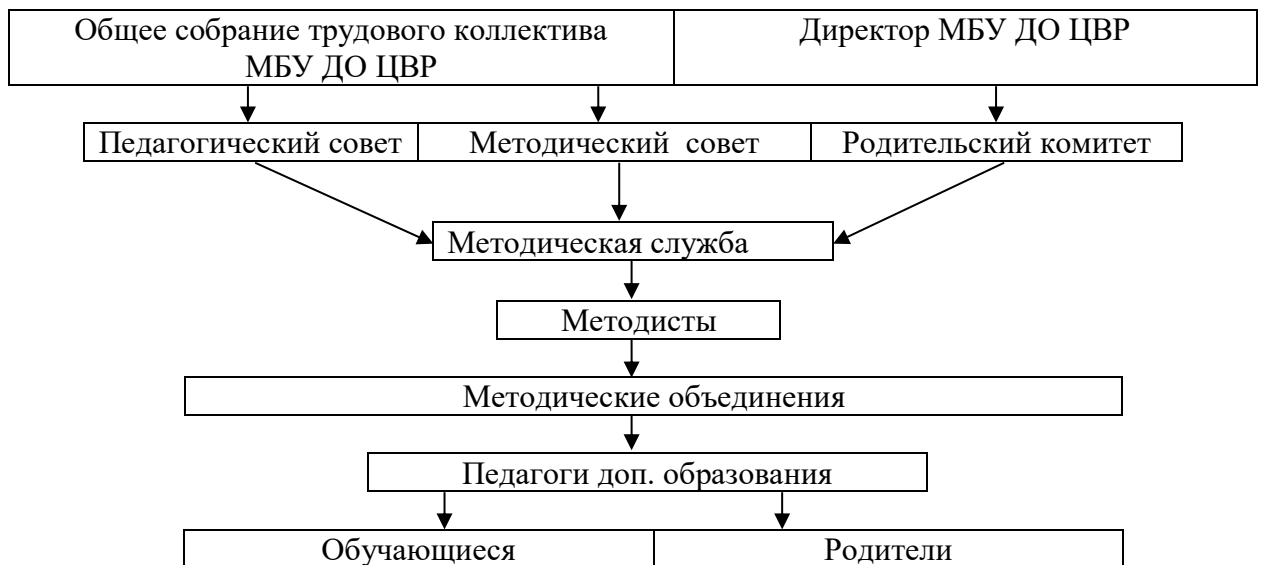 Общее собрание трудового коллектива
МБУ ДО ЦВР
Директор МБУ ДО ЦВР
Педагогический совет
Методический совет
Родительский комитет
Методическая служба
Методисты
Методические объединения
Педагоги доп. образования
Обучающиеся
Родители